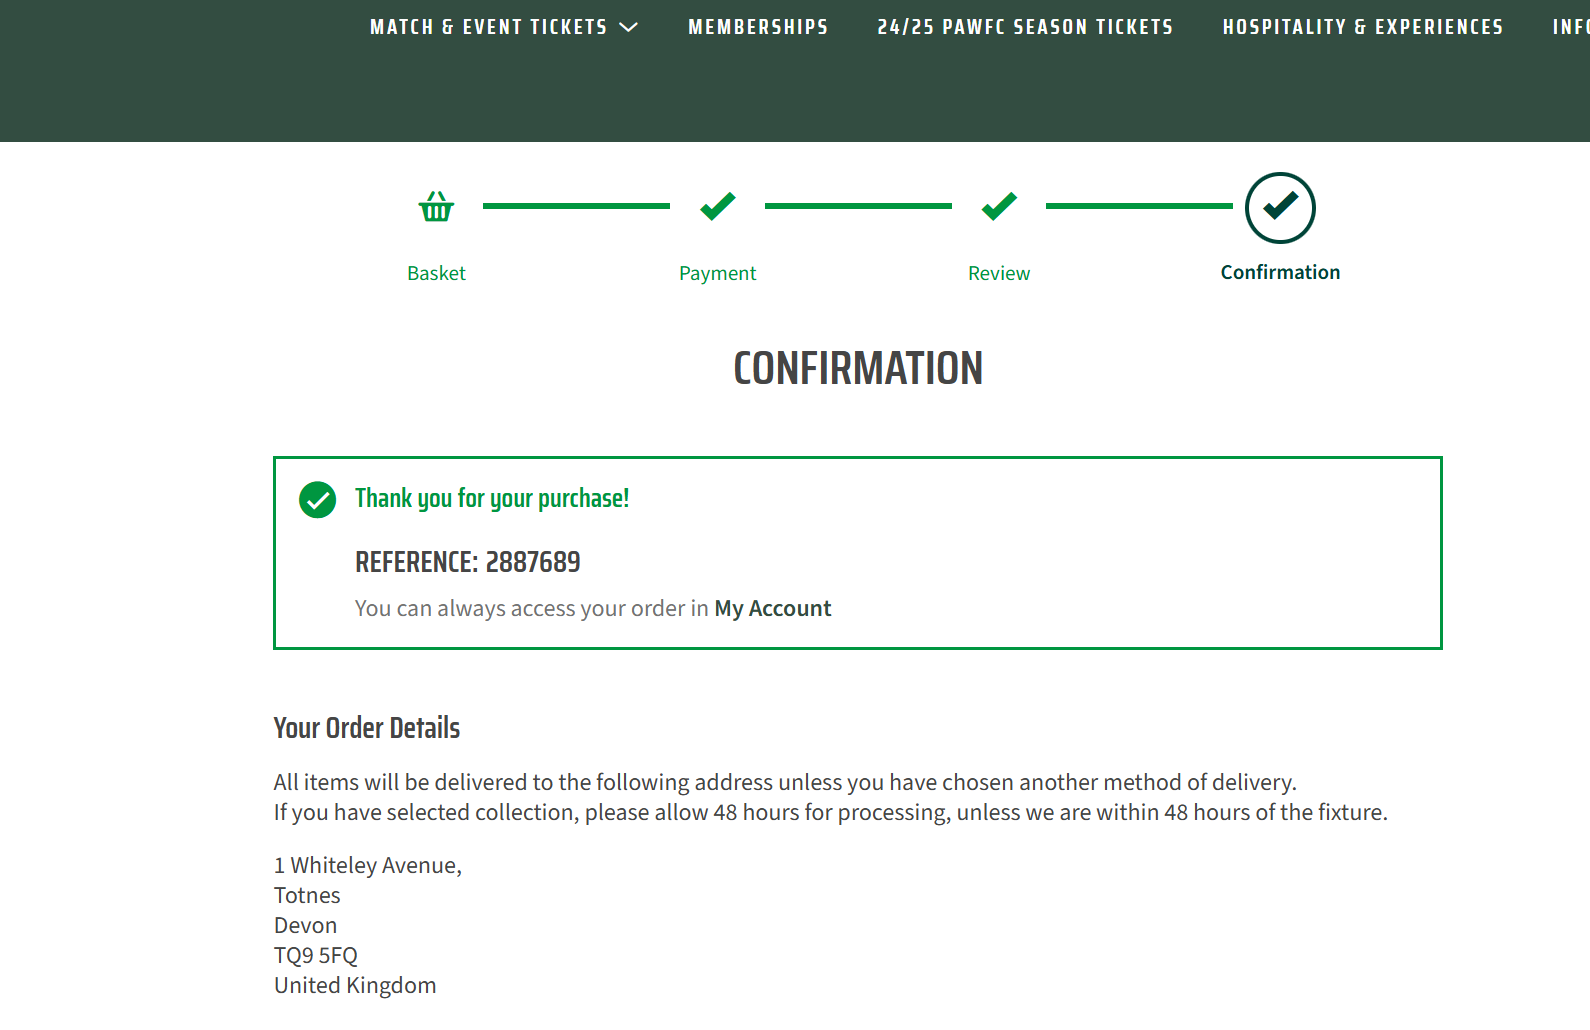 MATCH & EVENT TICKETS MEMBERSHIPS 24/25 PAWFC SEASON TICKETS HOSPITALITY & EXPERIENCES
Basket Payment Review Confirmation
CONFIRMATION
Thank you for your purchase!
REFERENCE: 2887689
You can always access your order in My Account
Your Order Details
All items will be delivered to the following address unless you have chosen another method of delivery.
If you have selected collection, please allow 48 hours for processing, unless we are within 48 hours of the fixture.
1 Whiteley Avenue,
Totnes
Devon
TQ9 5FQ
United Kingdom